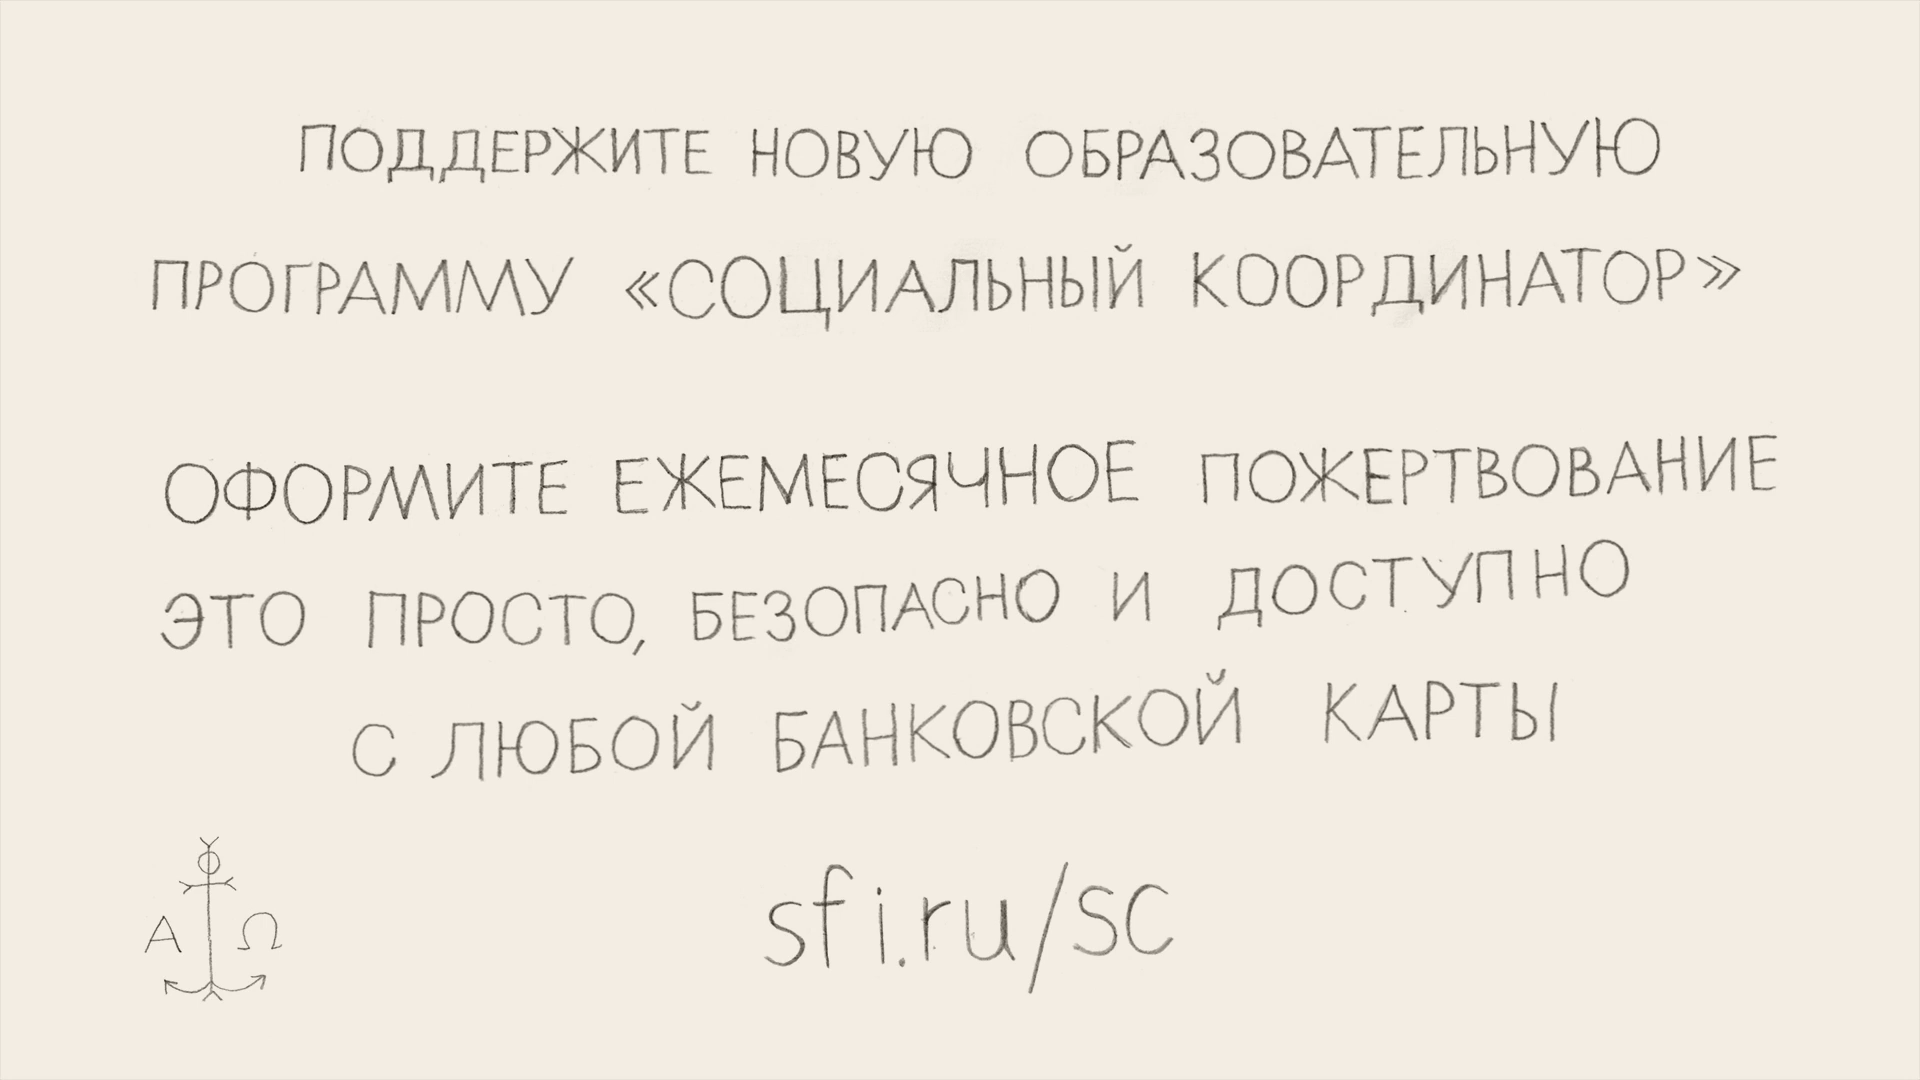 ПОДДЕРЖИТЕ НОВУЮ ОБРАЗОВАТЕЛЬНУЮ
ПРОГРАММУ «СОЦИАЛЬНЫЙ КООРДИНАТОР»
ОФОРМИТЕ ЕЖЕМЕСЯЧНОЕ ПОЖЕРТВОВАНИЕ
ЭТО ПРОСТО, БЕЗОПАСНО И ДОСТУПНО
С ЛЮБОЙ БАНКОВСКОЙ КАРТЫ
Α Ω
sfi.ru/sc